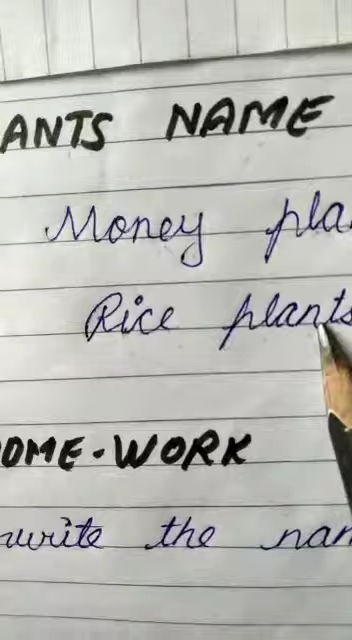 ANTS NAME
Money pla
Rice plants
OME-WORK
write the nam